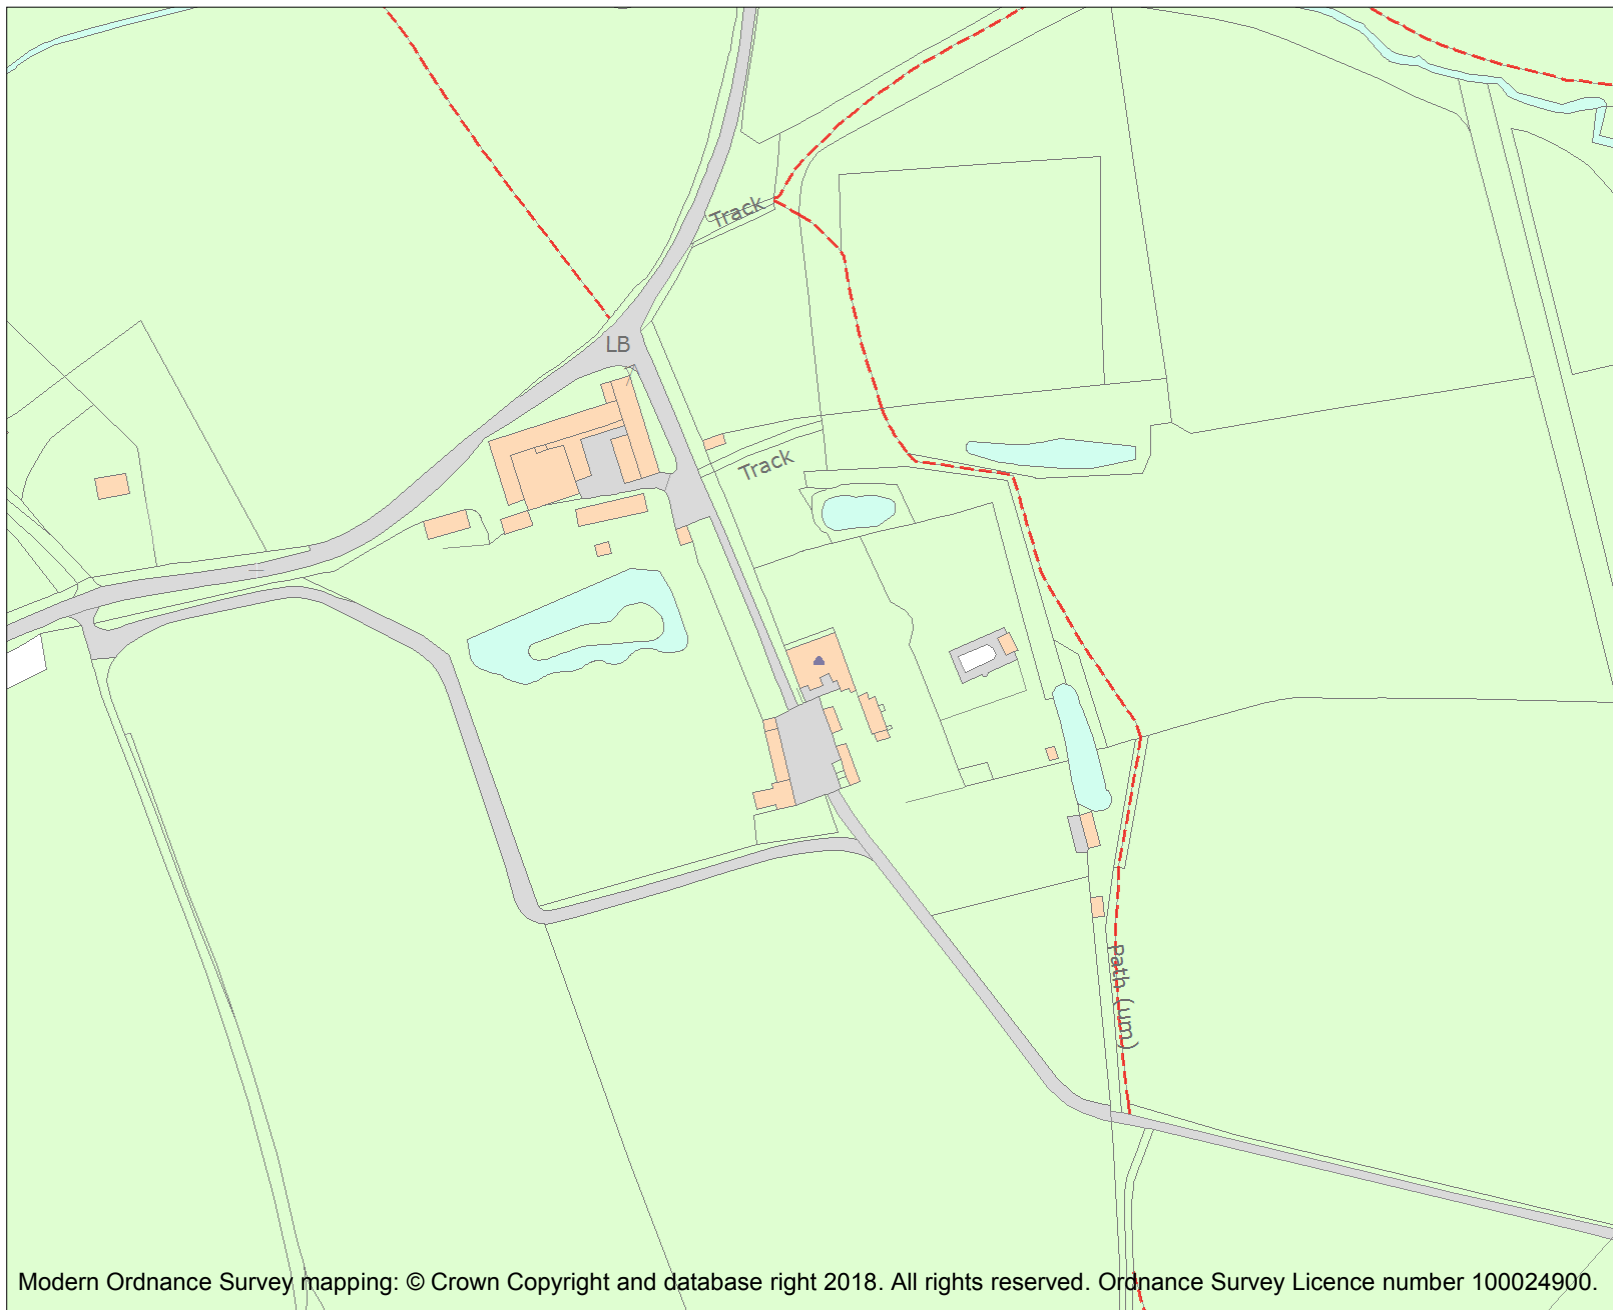 Track
LB
Track
Path (um)
Modern Ordnance Survey mapping: © Crown Copyright and database right 2018. All rights reserved. Ordnance Survey Licence number 100024900.